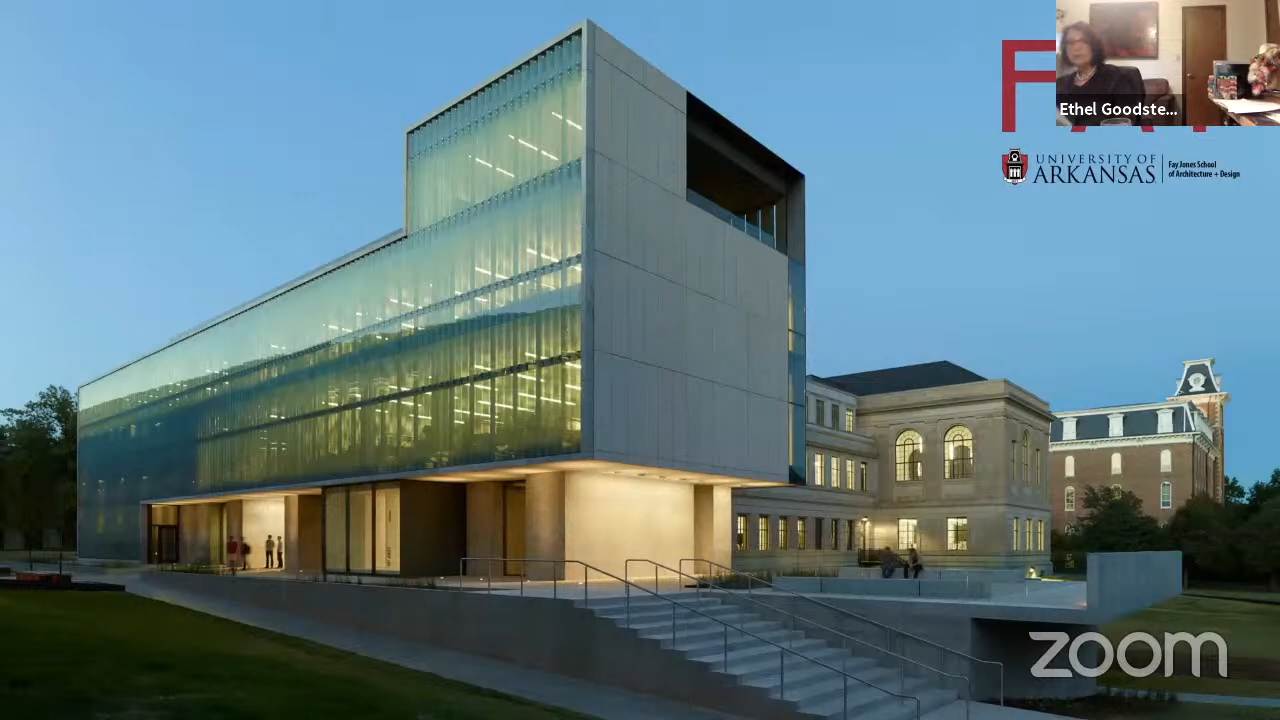 F
Ethel Goodste...
UNIVERSITY OF
ARKANSAS
Fay Jones School
of Architecture + Design
zoom